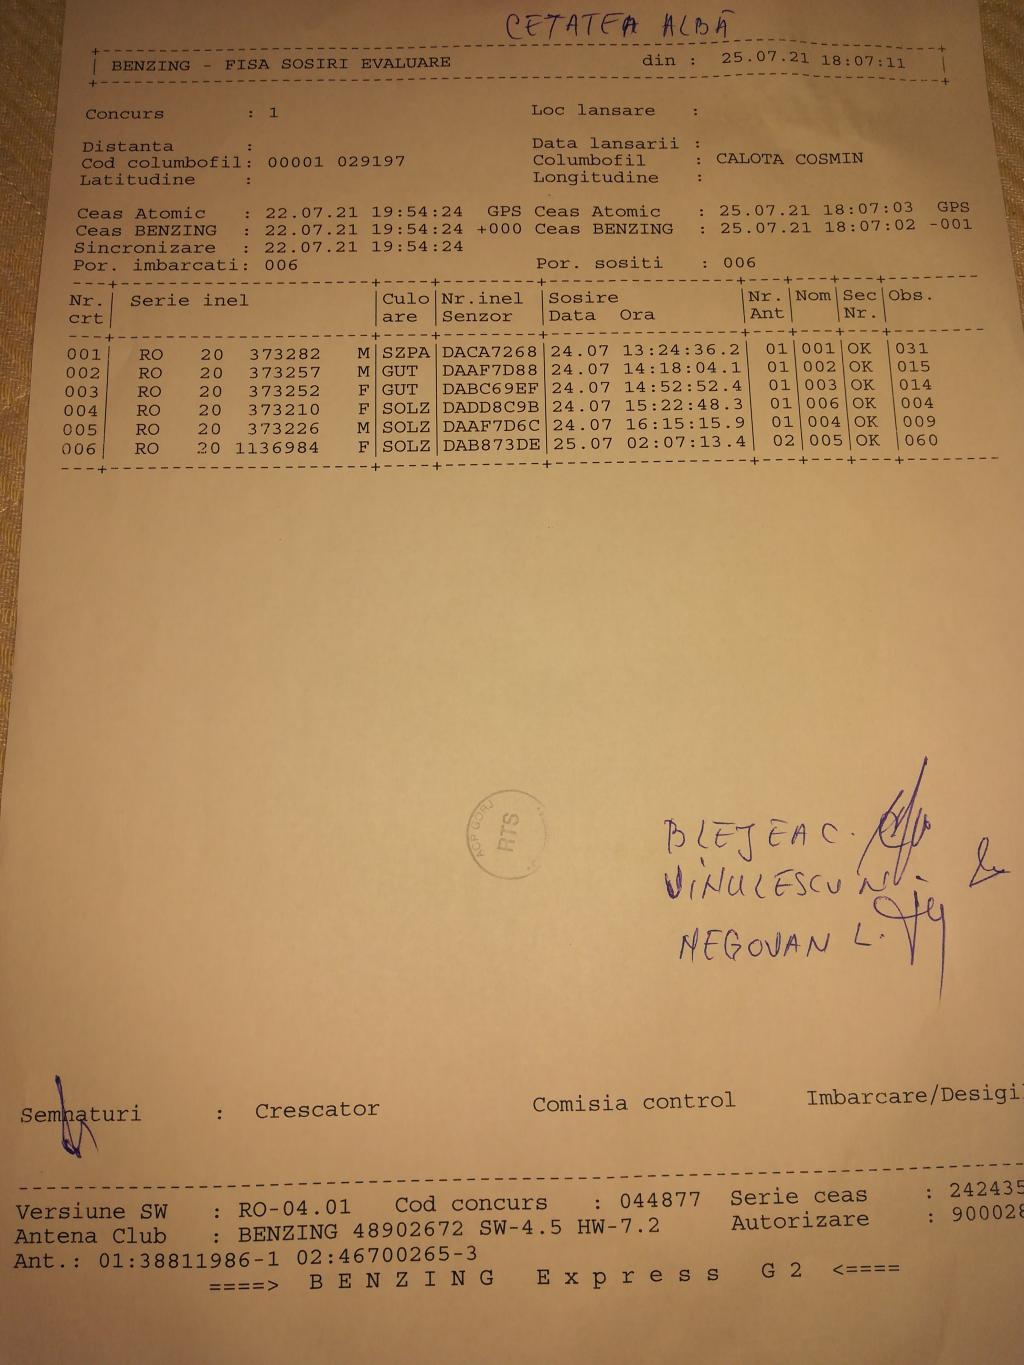 CETATEA ALBĂ
BENZING - FISA SOSIRI EVALUARE din : 25.07.21 18:07:11
Concurs : 1 Loc lansare :
Distanta : Data lansarii :
Cod columbofil: 00001 029197 Columbofil : CALOTA COSMIN
Latitudine : Longitudine :
Ceas Atomic : 22.07.21 19:54:24 GPS Ceas Atomic : 25.07.21 18:07:03 GPS
Ceas BENZING : 22.07.21 19:54:24 +000 Ceas BENZING : 25.07.21 18:07:02 -001
Sincronizare : 22.07.21 19:54:24
Por. imbarcati: 006 Por. sositi : 006
Nr. Serie inel Culo Nr.inel Sosire Nr. Nom Sec Obs.
crt are Senzor Data Ora Ant Nr.
001 RO 20 373282 M SZPA DACA7268 24.07 13:24:36.2 01 001 OK 031
002 RO 20 373257 M GUT DAAF7D88 24.07 14:18:04.1 01 002 OK 015
003 RO 20 373252 F GUT DABC69EF 24.07 14:52:52.4 01 003 OK 014
004 RO 20 373210 F SOLZ DADD8C9B 24.07 15:22:48.3 01 006 OK 004
005 RO 20 373226 M SOLZ DAAF7D6C 24.07 16:15:15.9 01 004 OK 009
006 RO 20 1136984 F SOLZ DAB873DE 25.07 02:07:13.4 02 005 OK 060
ACP GORJ
RTS
BLEJEA C.
VINULESCU N.
NEGOVAN L.
Semnaturi : Crescator Comisia control Imbarcare/Desigi
Versiune SW : RO-04.01 Cod concurs : 044877 Serie ceas : 242435
Antena Club : BENZING 48902672 SW-4.5 HW-7.2 Autorizare : 900028
Ant.: 01:38811986-1 02:46700265-3
====> BENZING Express G2 <====